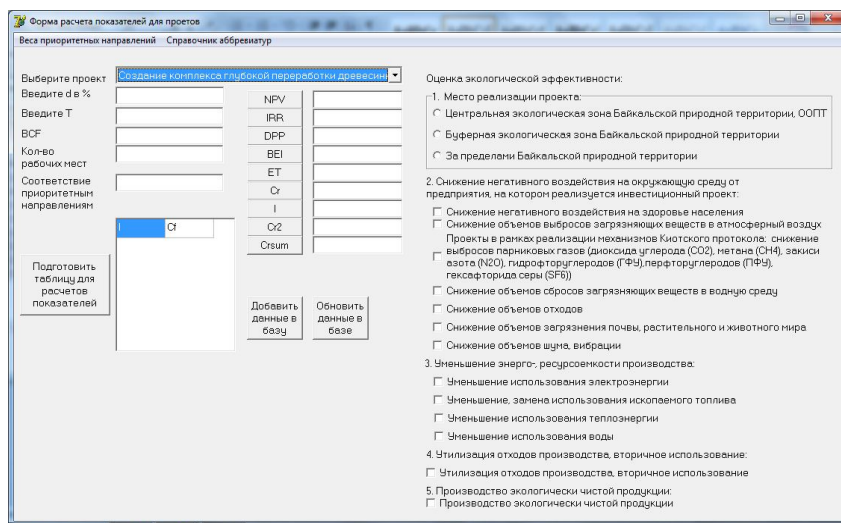 Форма расчета показателей для проетов
Веса приоритетных направлений Справочник аббревиатур
Выберите проект Создание комплекса глубокой переработки древесин
Введите d в %
Введите Т
BCF
Кол-во
рабочих мест
Соответствие
приоритетным
направлениям
I Cf
Подготовить
таблицу для
расчетов
показателей
NPV
IRR
DPP
BEI
ET
Cr
I
Cr2
Crsum
Добавить
данные в
базу
Обновить
данные в
базе
Оценка экологической эффективности:
1. Место реализации проекта:
Центральная экологическая зона Байкальской природной территории, ООПТ
Буферная экологическая зона Байкальской природной территории
За пределами Байкальской природной территории
2. Снижение негативного воздействия на окружающую среду от
предприятия, на котором реализуется инвестиционный проект:
Снижение негативного воздействия на здоровье населения
Снижение объемов выбросов загрязняющих веществ в атмосферный воздух
Проекты в рамках реализации механизмов Киотского протокола: снижение
выбросов парниковых газов (диоксида углерода (CO2), метана (CH4), закиси
азота (N2O), гидрофторуглеродов (ГФУ),перфторуглеродов (ПФУ),
гексафторида серы (SF6))
Снижение объемов сбросов загрязняющих веществ в водную среду
Снижение объемов отходов
Снижение объемов загрязнения почвы, растительного и животного мира
Снижение объемов шума, вибрации
3. Уменьшение энерго-, ресурсоемкости производства:
Уменьшение использования электроэнергии
Уменьшение, замена использования ископаемого топлива
Уменьшение использования теплоэнергии
Уменьшение использования воды
4. Утилизация отходов производства, вторичное использование:
Утилизация отходов производства, вторичное использование
5. Производство экологически чистой продукции:
Производство экологически чистой продукции